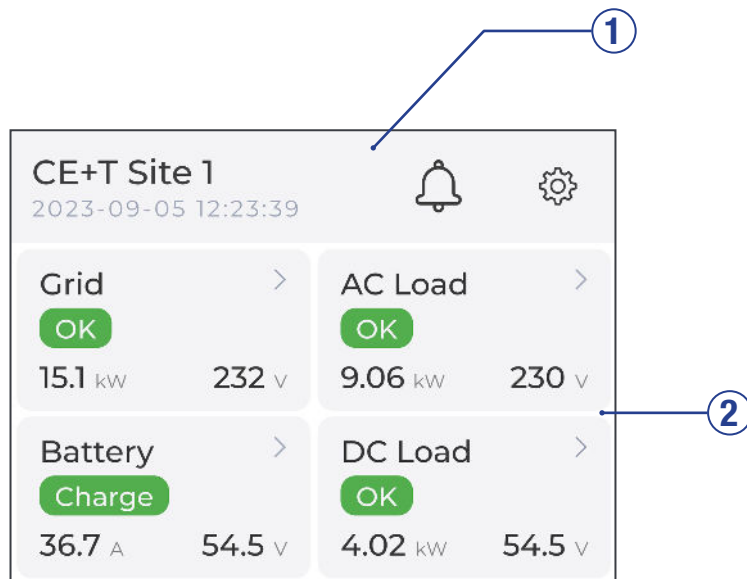 1
CE+T Site 1
2023-09-05 12:23:39
Grid
OK
15.1 kW 232 V
AC Load
OK
9.06 kW 230 V
2
Battery
Charge
36.7 A 54.5 V
DC Load
OK
4.02 kW 54.5 V